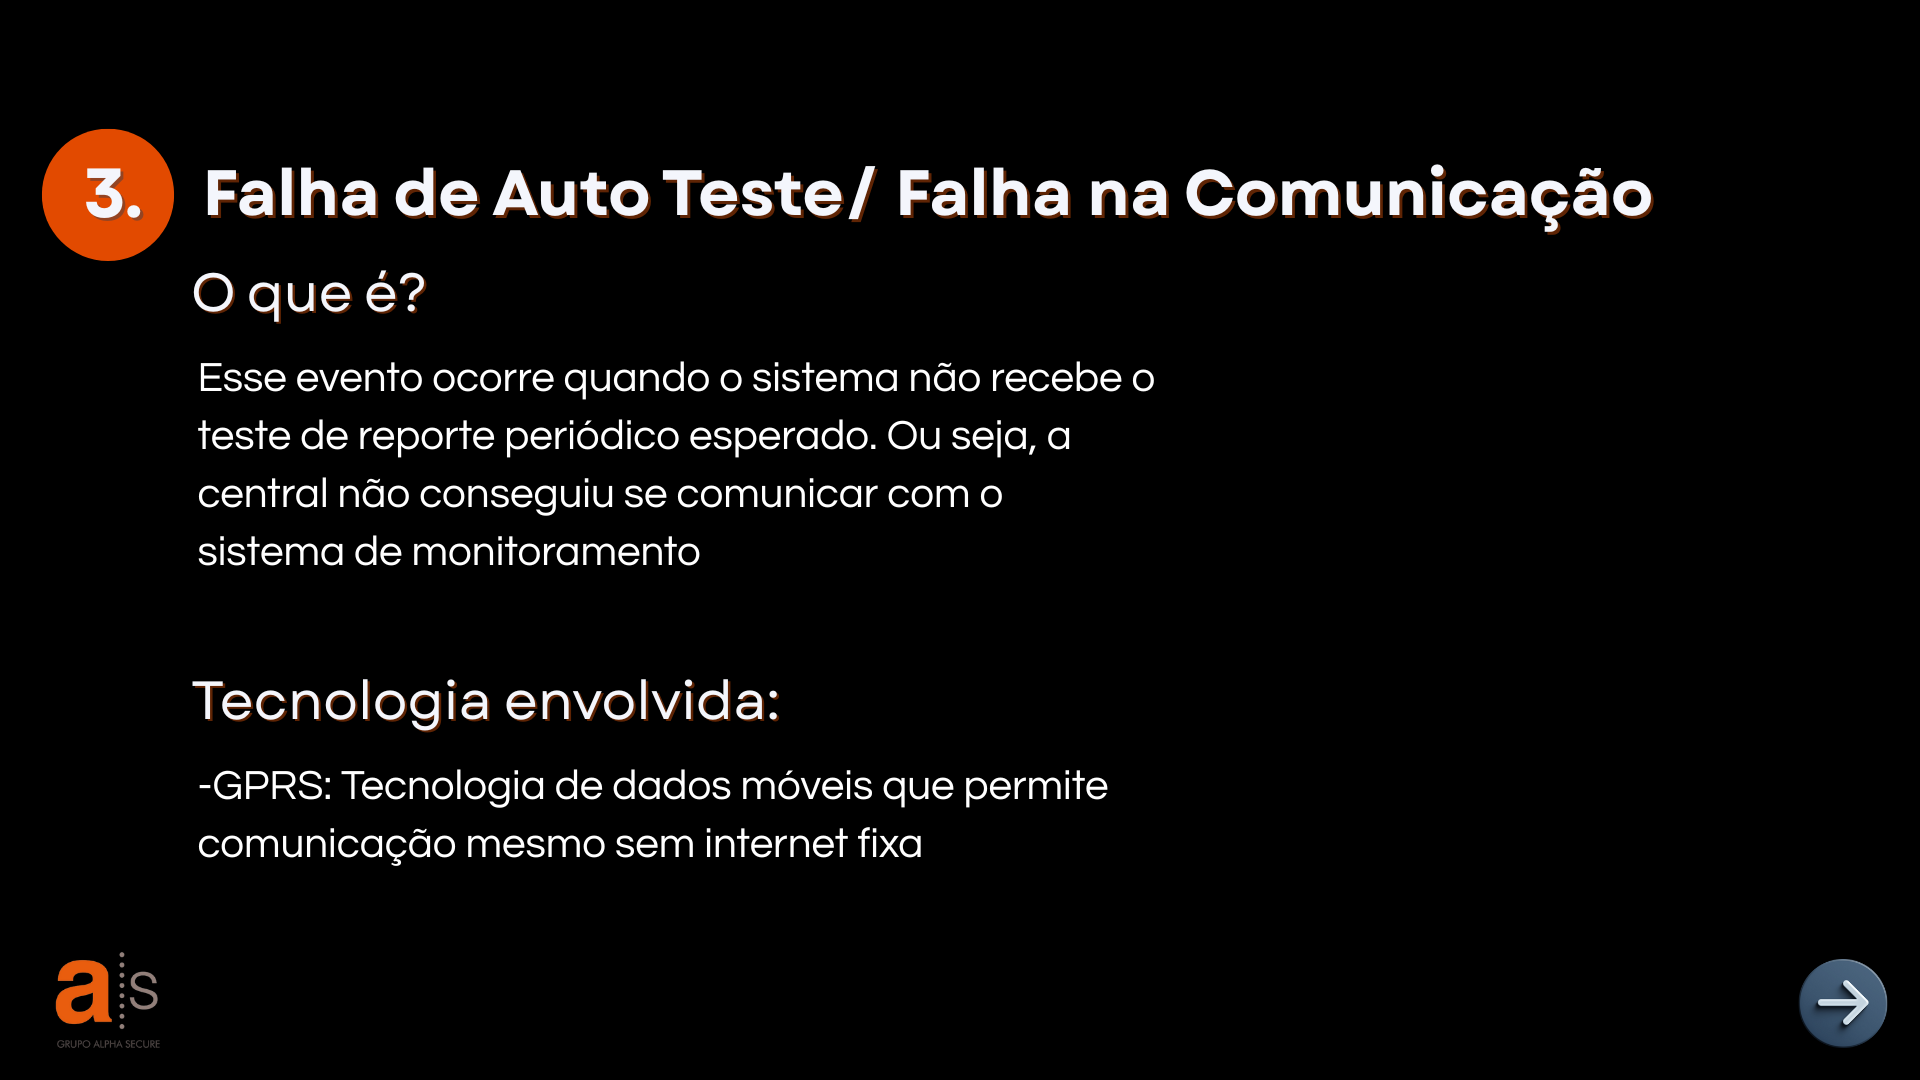 3. Falha de Auto Teste/ Falha na Comunicação
O que é?
Esse evento ocorre quando o sistema não recebe o
teste de reporte periódico esperado. Ou seja, a
central não conseguiu se comunicar com o
sistema de monitoramento
Tecnologia envolvida:
-GPRS: Tecnologia de dados móveis que permite
comunicação mesmo sem internet fixa
a s
GRUPO ALPHA SECURE